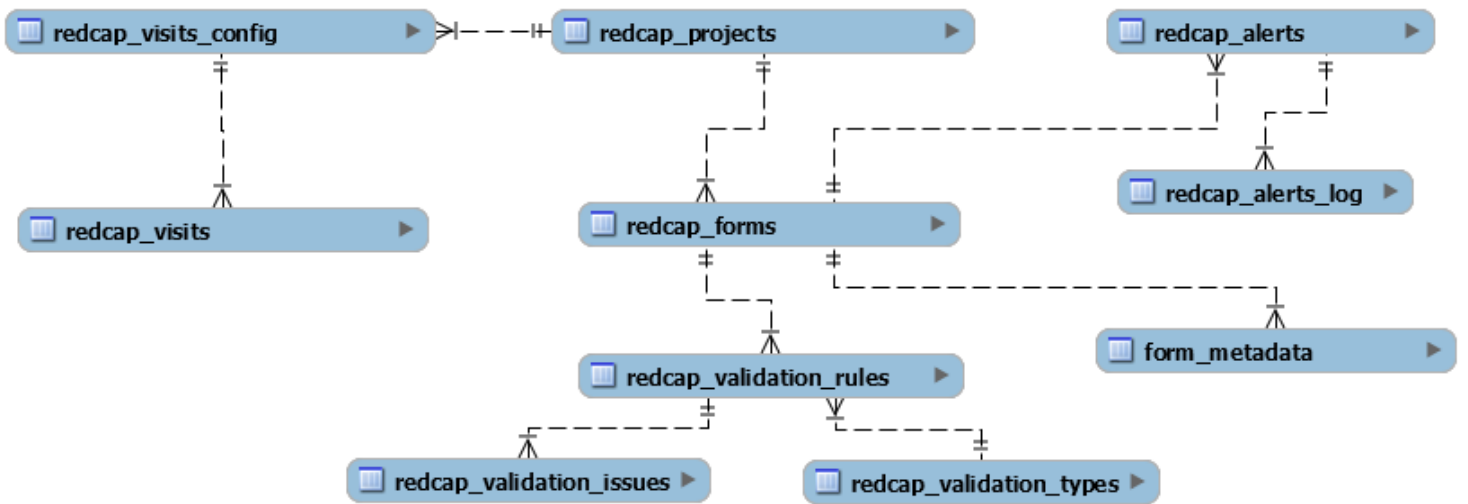 redcap_visits_config
redcap_projects
redcap_alerts
redcap_alerts_log
redcap_visits
redcap_forms
form_metadata
redcap_validation_rules
redcap_validation_issues
redcap_validation_types